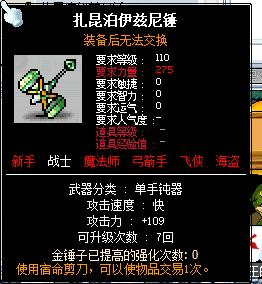 扎昆泊伊兹尼锤
装备后无法交换
要求等级: 110
要求力量: 275
要求敏捷: 0
要求智力: 0
要求运气: 0
要求人气度: -
道具等级: -
道具经验值: -
新手 战士 魔法师 弓箭手 飞侠 海盗
武器分类 : 单手钝器
攻击速度 : 快
攻击力 : +109
可升级次数 : 7回
金锤子已提高的强化次数: 0
使用宿命剪刀，可以使物品交易1次。